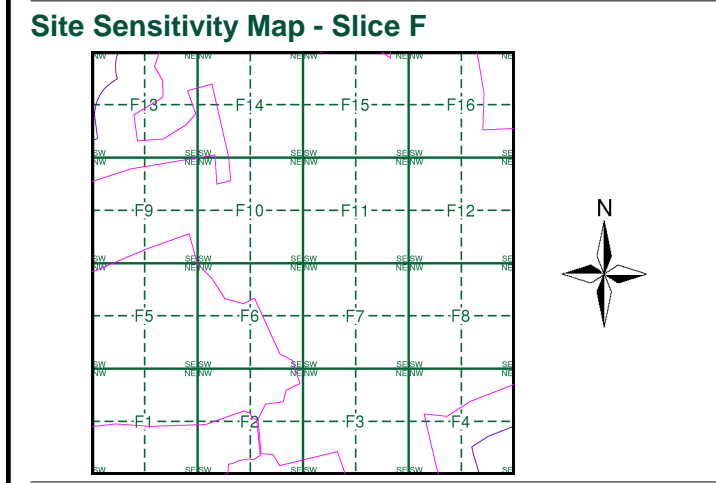 Site Sensitivity Map - Slice F
NW NE NW NE NW NE NW NE
F13 F14 F15 F16
SW SE SW SE SW SE SW SE
NW NE NW NE NW NE NW NE
F9 F10 F11 F12
SW SE SW SE SW SE SW SE
NW NE NW NE NW NE NW NE
F5 F6 F7 F8
SW SE SW SE SW SE SW SE
NW NE NW NE NW NE NW NE
F1 F2 F3 F4
SW SE SW SE SW SE SW SE
N